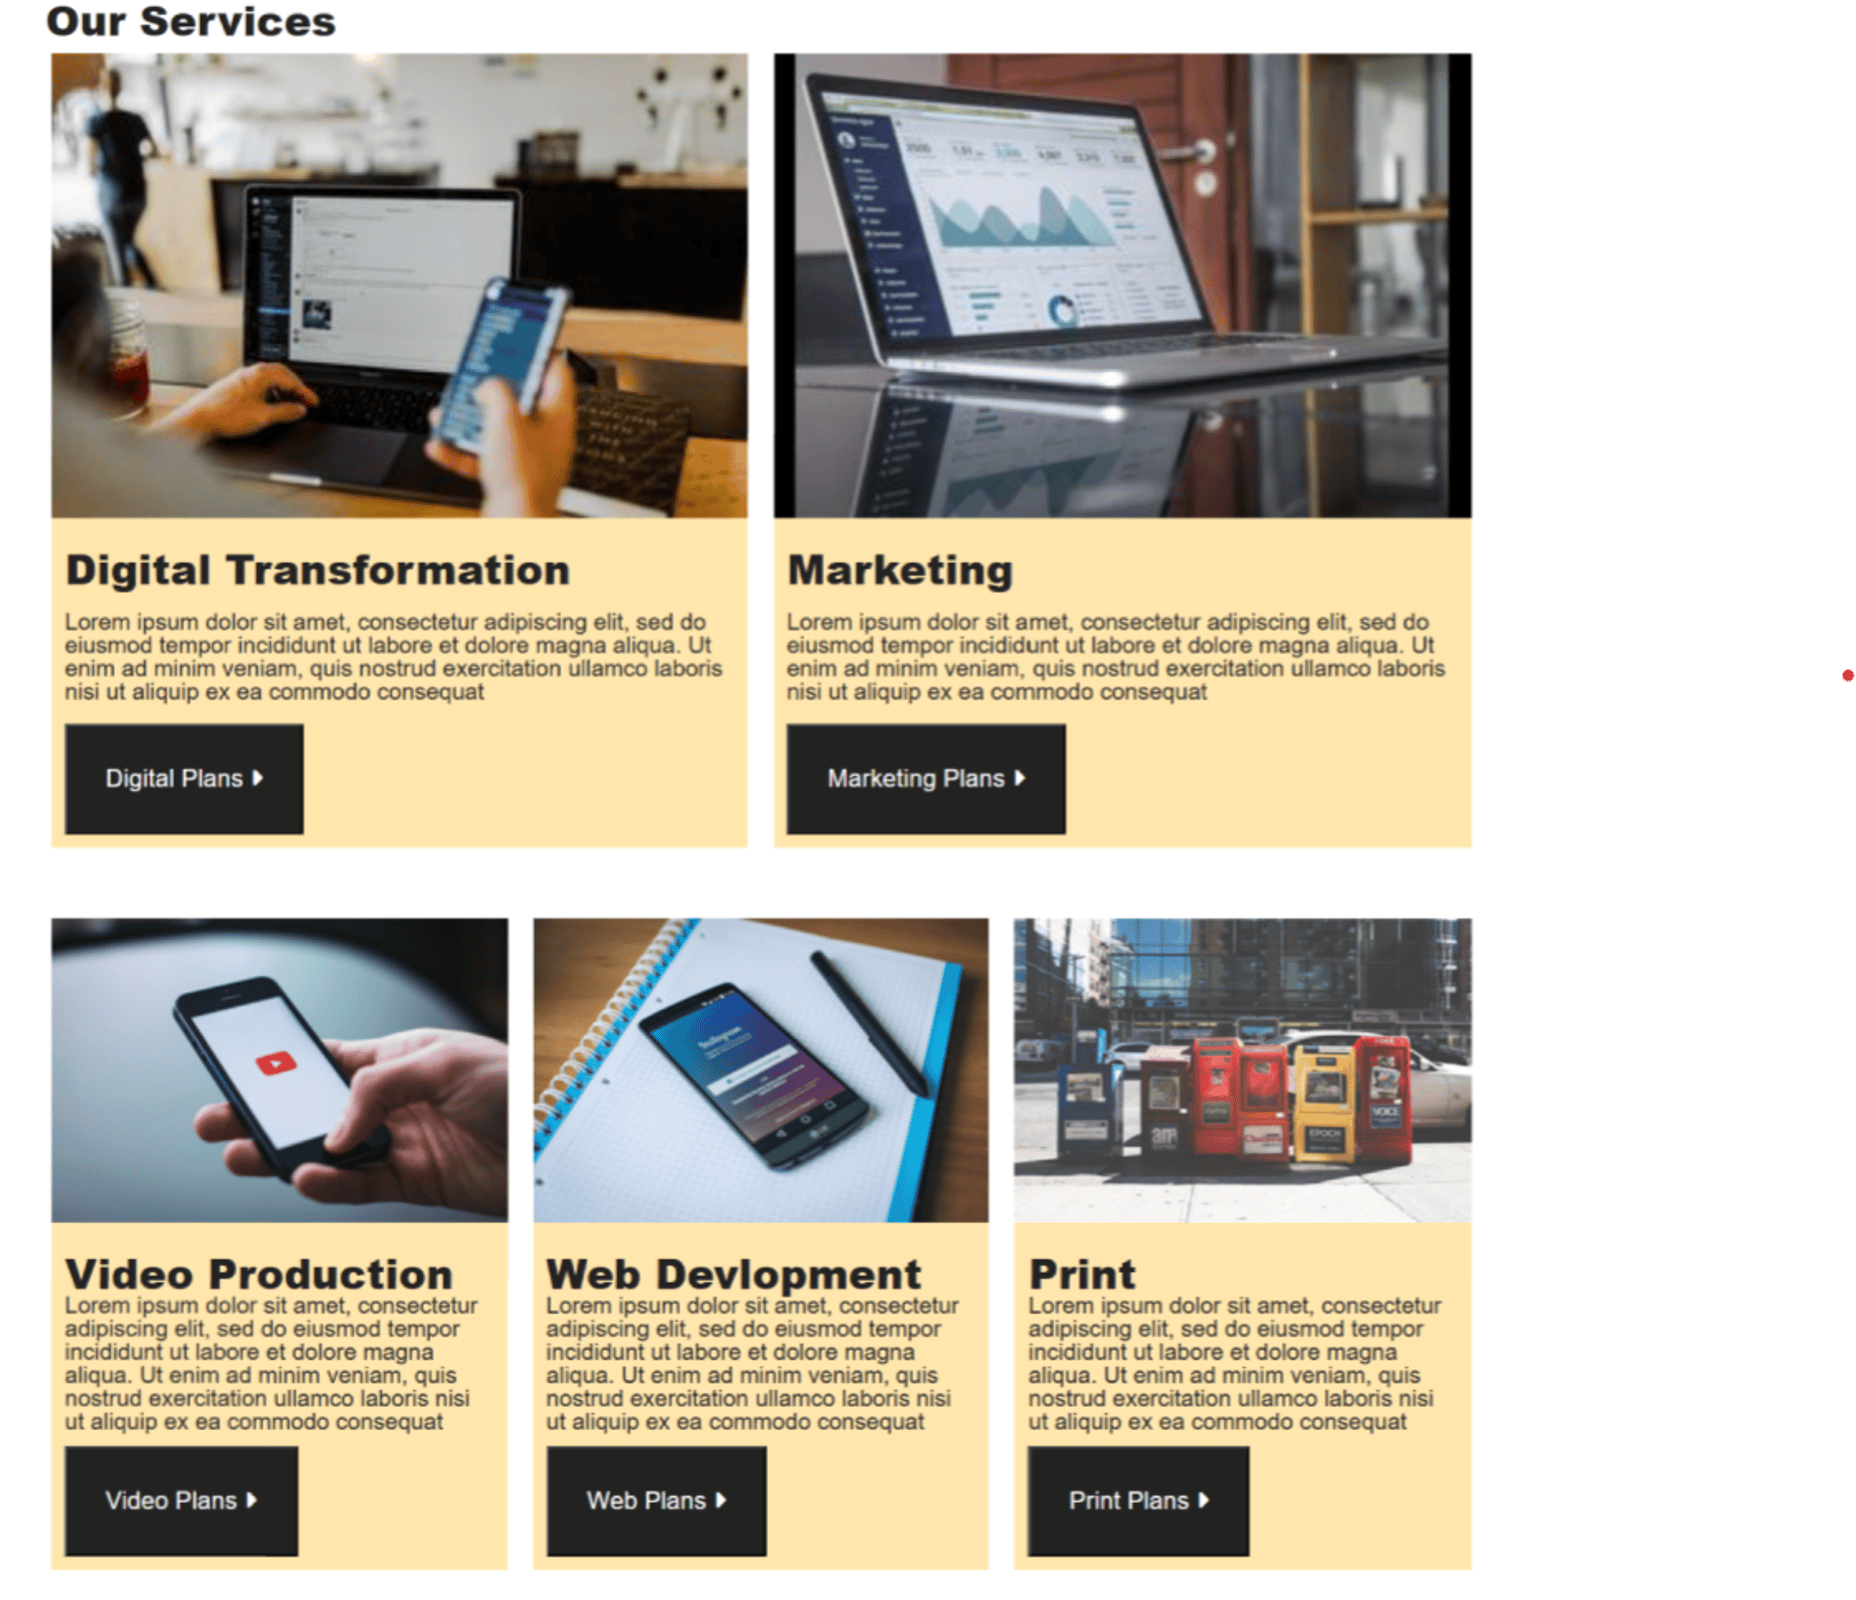 Our Services
Digital Transformation
Lorem ipsum dolor sit amet, consectetur adipiscing elit, sed do
eiusmod tempor incididunt ut labore et dolore magna aliqua. Ut
enim ad minim veniam, quis nostrud exercitation ullamco laboris
nisi ut aliquip ex ea commodo consequat
Digital Plans
Marketing
Lorem ipsum dolor sit amet, consectetur adipiscing elit, sed do
eiusmod tempor incididunt ut labore et dolore magna aliqua. Ut
enim ad minim veniam, quis nostrud exercitation ullamco laboris
nisi ut aliquip ex ea commodo consequat
Marketing Plans
Instagram
VOICE
am
EPOCH
Video Production
Lorem ipsum dolor sit amet, consectetur
adipiscing elit, sed do eiusmod tempor
incididunt ut labore et dolore magna
aliqua. Ut enim ad minim veniam, quis
nostrud exercitation ullamco laboris nisi
ut aliquip ex ea commodo consequat
Video Plans
Web Devlopment
Lorem ipsum dolor sit amet, consectetur
adipiscing elit, sed do eiusmod tempor
incididunt ut labore et dolore magna
aliqua. Ut enim ad minim veniam, quis
nostrud exercitation ullamco laboris nisi
ut aliquip ex ea commodo consequat
Web Plans
Print
Lorem ipsum dolor sit amet, consectetur
adipiscing elit, sed do eiusmod tempor
incididunt ut labore et dolore magna
aliqua. Ut enim ad minim veniam, quis
nostrud exercitation ullamco laboris nisi
ut aliquip ex ea commodo consequat
Print Plans